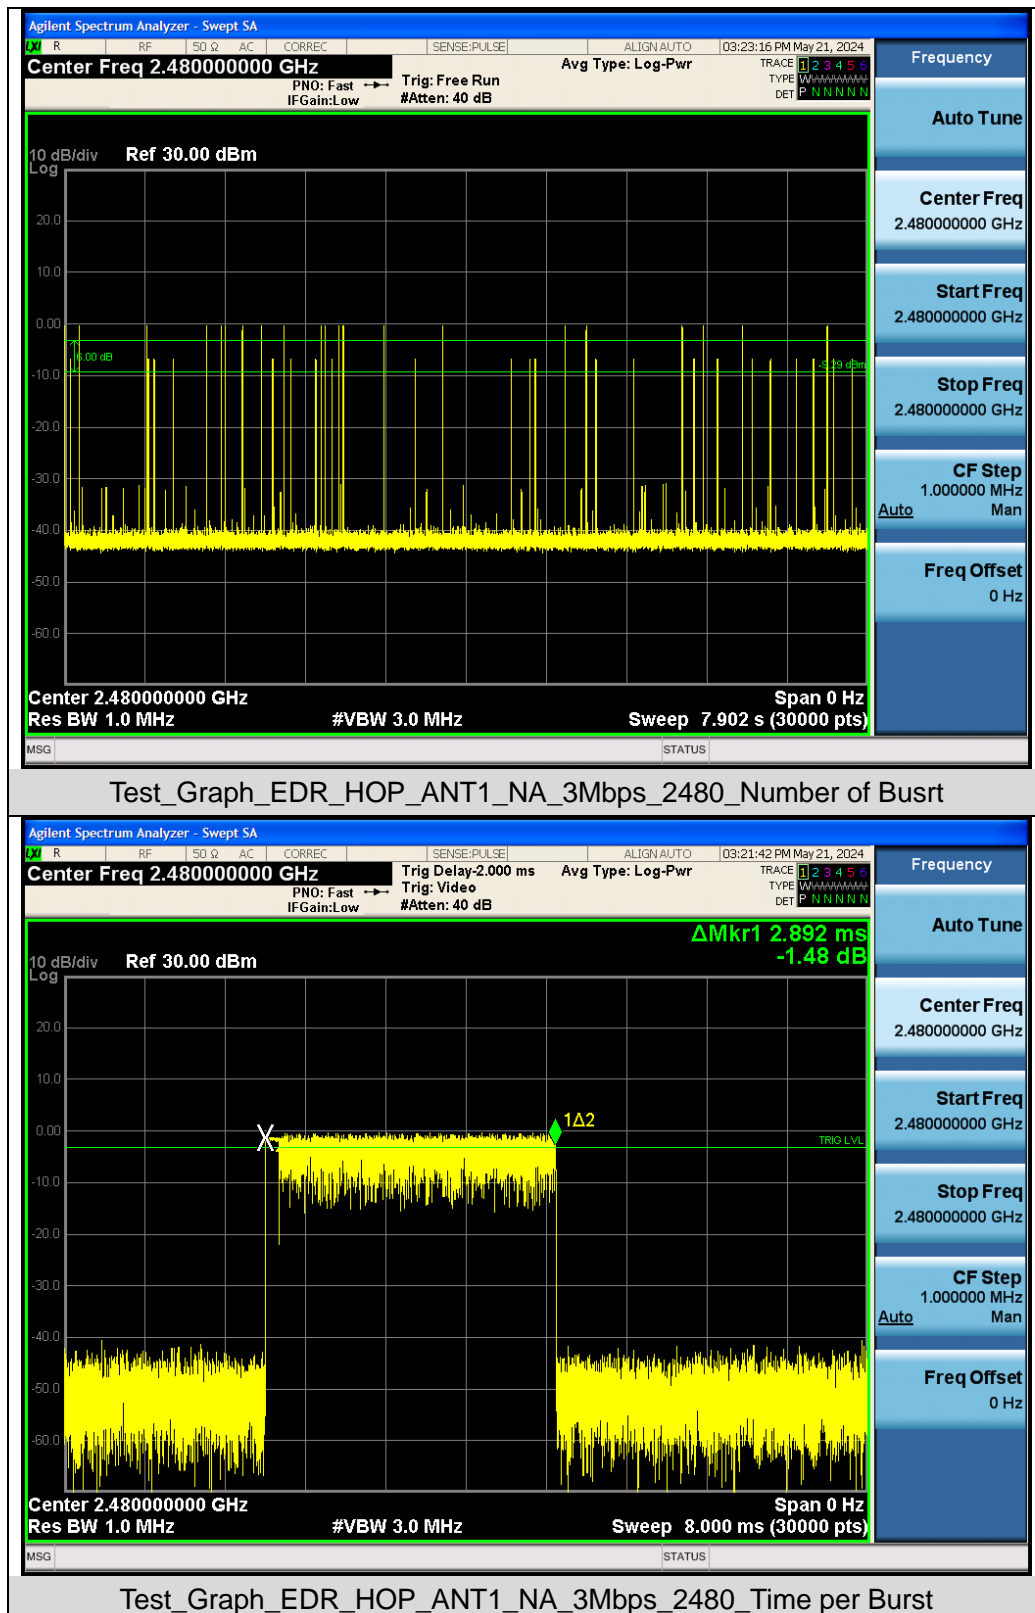 Agilent Spectrum Analyzer - Swept SA
LXI R RF 50 Ω AC CORREC SENSE:PULSE ALIGN AUTO 03:23:16 PM May 21, 2024
Center Freq 2.480000000 GHz
PNO: Fast
IFGain:Low
Trig: Free Run
#Atten: 40 dB
Avg Type: Log-Pwr
TRACE 1 2 3 4 5 6
TYPE W
DET P N N N N N
10 dB/div
Log
Ref 30.00 dBm
20.0
10.0
0.00
6.00 dB
-9.29 dBm
-10.0
-20.0
-30.0
-40.0
-50.0
-60.0
Center 2.480000000 GHz
Span 0 Hz
Res BW 1.0 MHz
#VBW 3.0 MHz
Sweep 7.902 s (30000 pts)
MSG
STATUS
Frequency
Auto Tune
Center Freq
2.480000000 GHz
Start Freq
2.480000000 GHz
Stop Freq
2.480000000 GHz
CF Step
1.000000 MHz
Auto Man
Freq Offset
0 Hz
Test_Graph_EDR_HOP_ANT1_NA_3Mbps_2480_Number of Busrt
Agilent Spectrum Analyzer - Swept SA
LXI R RF 50 Ω AC CORREC SENSE:PULSE ALIGN AUTO 03:21:42 PM May 21, 2024
Center Freq 2.480000000 GHz
PNO: Fast
IFGain:Low
Trig Delay-2.000 ms
Trig: Video
#Atten: 40 dB
Avg Type: Log-Pwr
TRACE 1 2 3 4 5 6
TYPE W
DET P N N N N N
ΔMkr1 2.892 ms
-1.48 dB
10 dB/div
Log
Ref 30.00 dBm
20.0
10.0
0.00
1Δ2
TRIG LVL
-10.0
-20.0
-30.0
-40.0
-50.0
-60.0
Center 2.480000000 GHz
Span 0 Hz
Res BW 1.0 MHz
#VBW 3.0 MHz
Sweep 8.000 ms (30000 pts)
MSG
STATUS
Frequency
Auto Tune
Center Freq
2.480000000 GHz
Start Freq
2.480000000 GHz
Stop Freq
2.480000000 GHz
CF Step
1.000000 MHz
Auto Man
Freq Offset
0 Hz
Test_Graph_EDR_HOP_ANT1_NA_3Mbps_2480_Time per Burst